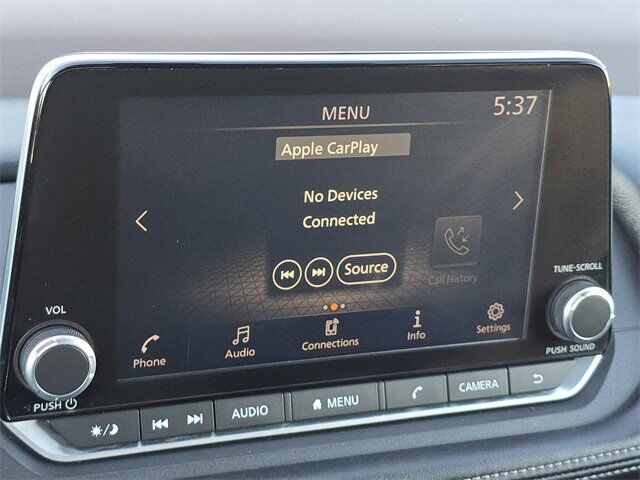 MENU
5:37
Apple CarPlay
No Devices
Connected
Source
Call History
Phone
Audio
Connections
Info
Settings
VOL
PUSH
TUNE·SCROLL
PUSH SOUND
AUDIO
MENU
CAMERA